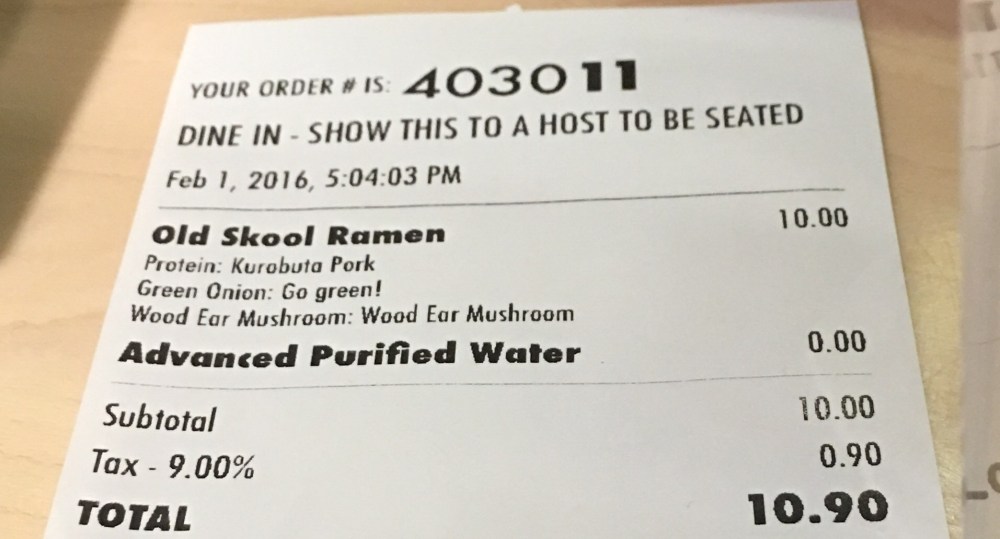 YOUR ORDER # IS: 403011
DINE IN - SHOW THIS TO A HOST TO BE SEATED
Feb 1, 2016, 5:04:03 PM
Old Skool Ramen 10.00
Protein: Kurobuta Pork
Green Onion: Go green!
Wood Ear Mushroom: Wood Ear Mushroom
Advanced Purified Water 0.00
Subtotal 10.00
Tax - 9.00% 0.90
TOTAL 10.90